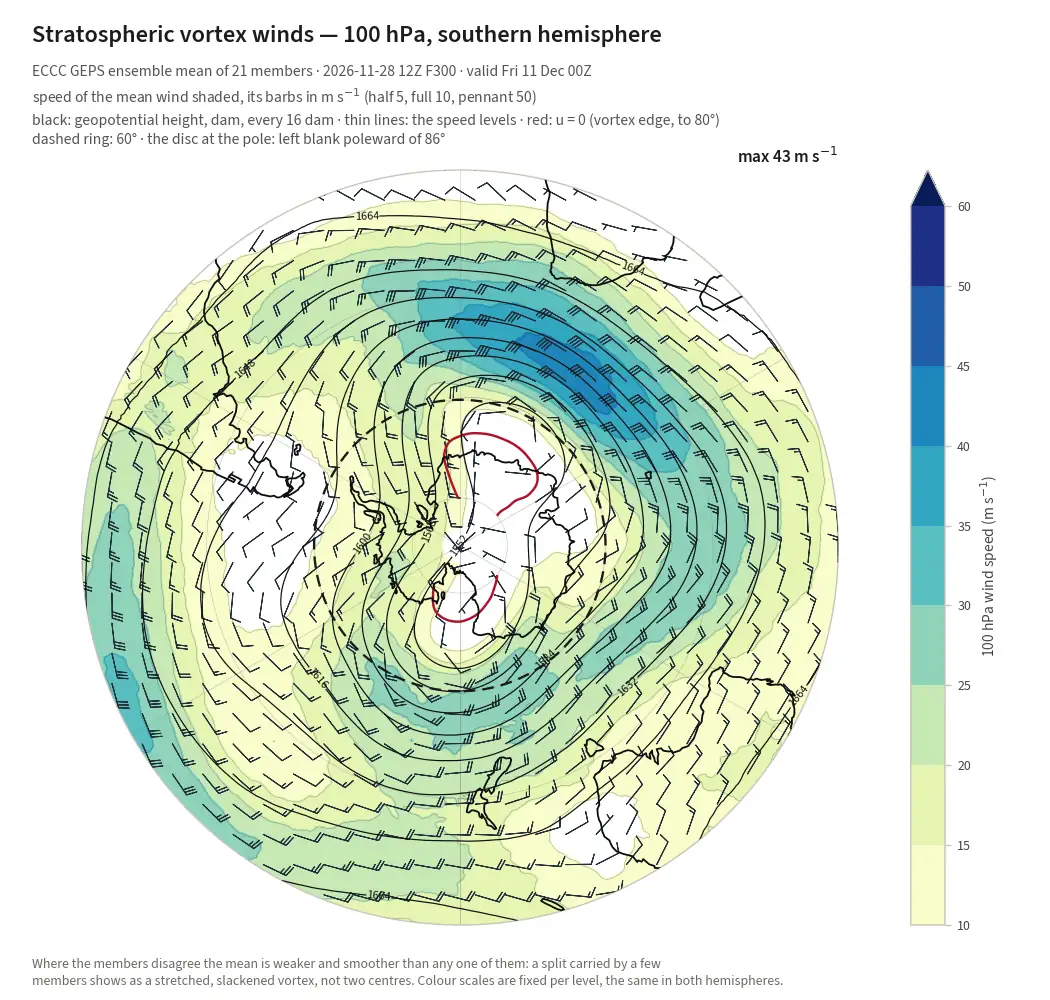 Stratospheric vortex winds — 100 hPa, southern hemisphere
ECCC GEPS ensemble mean of 21 members · 2026-11-28 12Z F300 · valid Fri 11 Dec 00Z
speed of the mean wind shaded, its barbs in m s⁻¹ (half 5, full 10, pennant 50)
black: geopotential height, dam, every 16 dam · thin lines: the speed levels · red: u = 0 (vortex edge, to 80°)
dashed ring: 60° · the disc at the pole: left blank poleward of 86°
max 43 m s⁻¹
1664
1664
1648
1600
1616
1632
1664
1664
60
50
45
40
35
30
25
20
15
10
100 hPa wind speed (m s⁻¹)
Where the members disagree the mean is weaker and smoother than any one of them: a split carried by a few
members shows as a stretched, slackened vortex, not two centres. Colour scales are fixed per level, the same in both hemispheres.